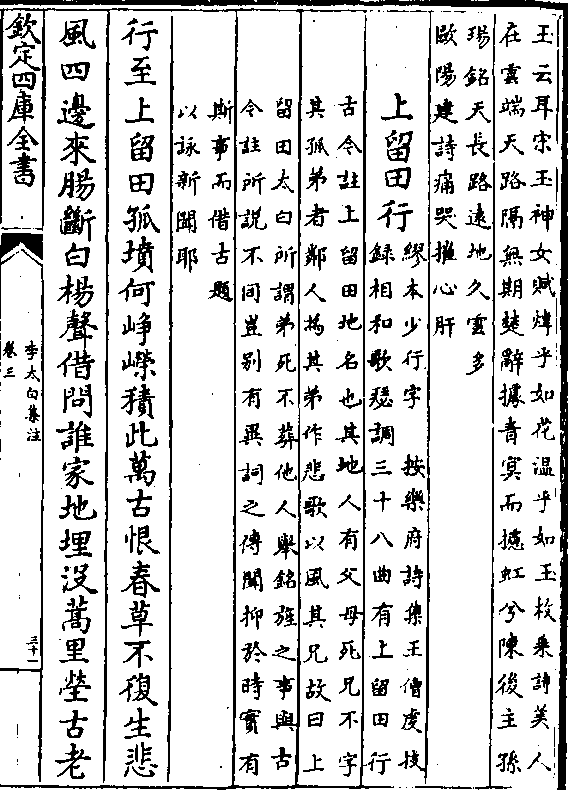 玉云耳宋玉神女賦煒乎如花温乎如玉枚乘詩美人
在雲端天路隔無期楚辭據青冥而攄虹兮陳後主孫
瑒銘天長路逺地久雲多
歐陽建詩痛哭摧心肝
上留田行
繆本少行字 按樂府詩集王僧虔技
録相和歌瑟調三十八曲有上留田行
古今註上留田地名也其地人有父母死兄不字
其孤弟者鄰人為其弟作悲歌以風其兄故曰上
留田太白所謂弟死不葬他人舉銘旌之事與古
今註所説不同豈别有異詞之傳聞抑於時實有
斯事而借古題
以詠新聞耶
行至上留田孤墳何崢嶸積此萬古恨春草不復生悲
風四邊來腸斷白楊聲借問誰家地埋沒蒿里塋古老
欽定四庫全書
李太白集注
卷三
三十一